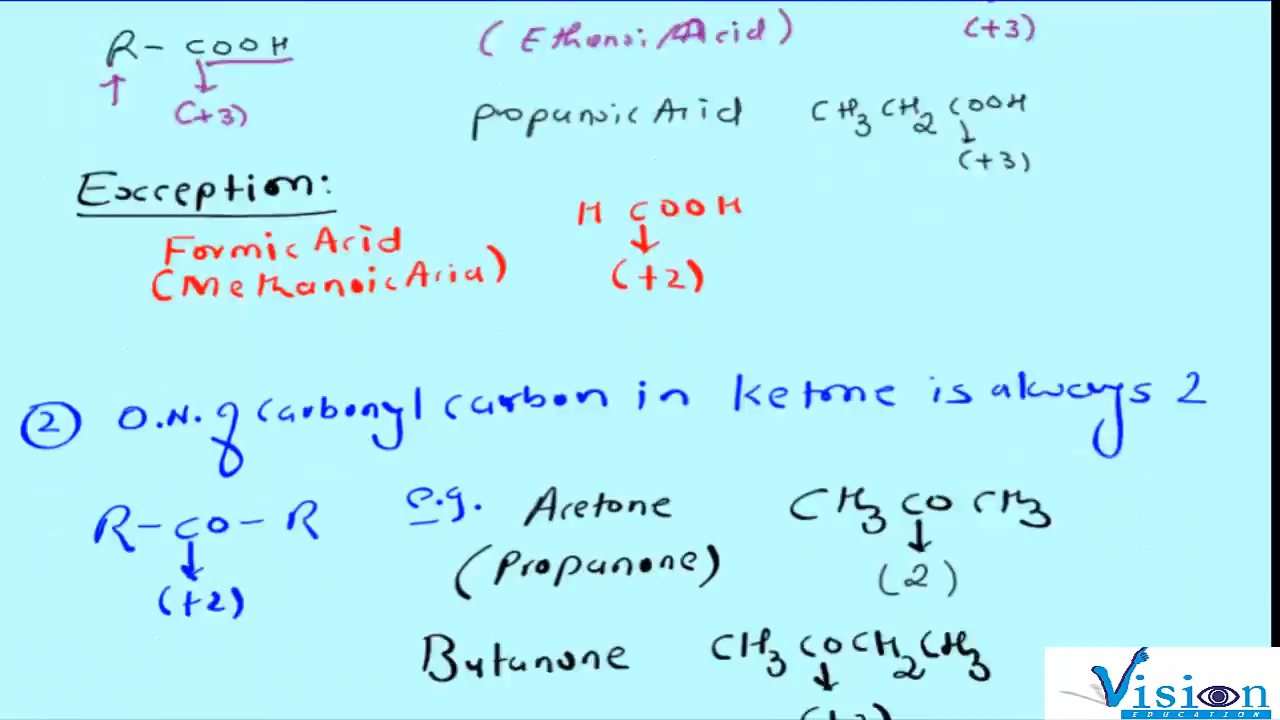 (Ethanoic Acid) (+3)
R- COOH
(+3)
propanoic Acid CH3 CH2 COOH
(+3)
Exception:
Formic Acid
(Methanoic Acid)
H COOH
(+2)
(2) O.N. of carbonyl carbon in ketone is always 2
R-CO-R e.g. Acetone CH3 CO CH3
(+2) (Propanone) (2)
Butanone CH3 CO CH2 CH3
Vision
EDUCATION